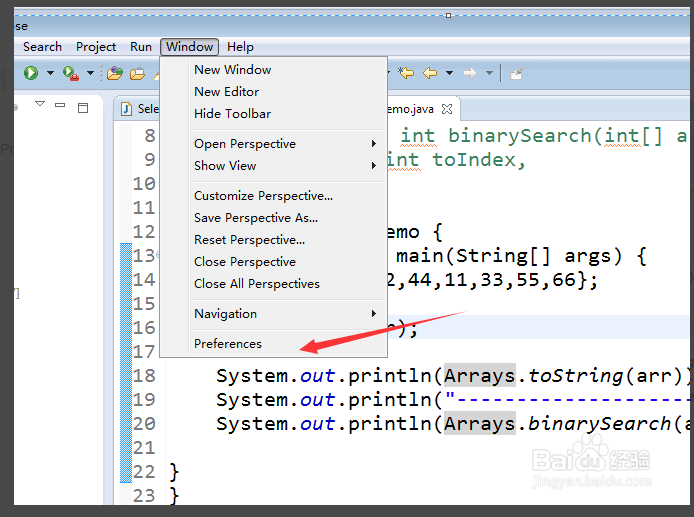 se
Search Project Run Window Help
New Window
New Editor
Hide Toolbar
Open Perspective
Show View
Customize Perspective...
Save Perspective As...
Reset Perspective...
Close Perspective
Close All Perspectives
Navigation
Preferences
Sele
emo.java
8 int binarySearch(int[] a
9 int toIndex,
10
11
12 emo {
13 main(String[] args) {
14 2,44,11,33,55,66};
15
16 );
17
18 System.out.println(Arrays.toString(arr))
19 System.out.println("----------------
20 System.out.println(Arrays.binarySearch(a
21
22 }
23 }
Baidu 经验
jingyan.baidu.com